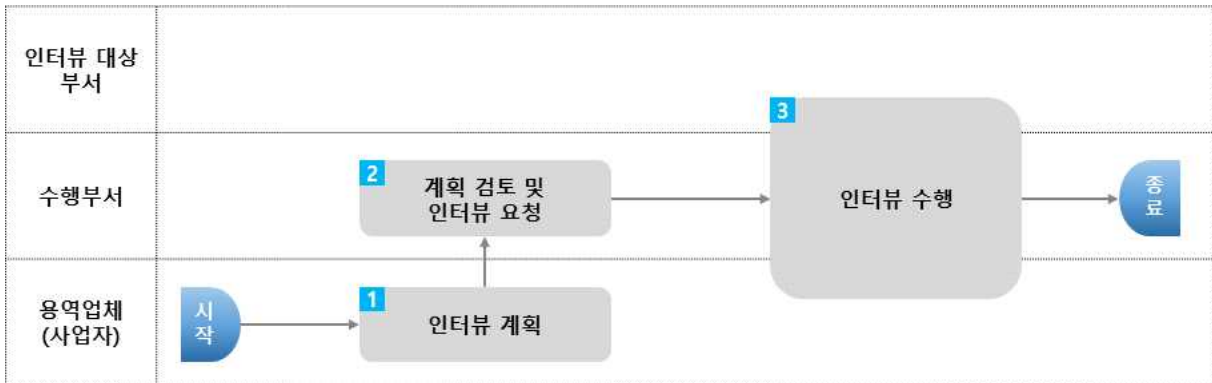 인터뷰 대상
부서
3
수행부서
2
계획 검토 및
인터뷰 요청
인터뷰 수행
종
료
용역업체
(사업자)
시
작
1
인터뷰 계획